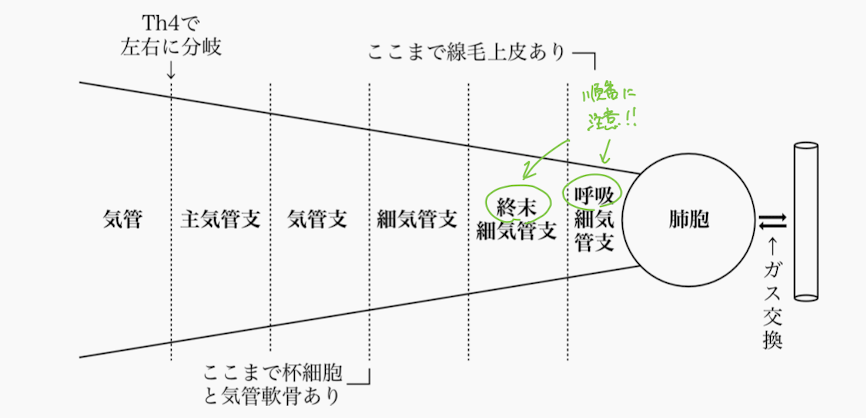 Th4で
左右に分岐
↓
ここまで線毛上皮あり
順番に
注意!!
気管
主気管支
気管支
細気管支
終末
細気管支
呼吸
細気
管支
肺胞
↑ガス交換
ここまで杯細胞
と気管軟骨あり